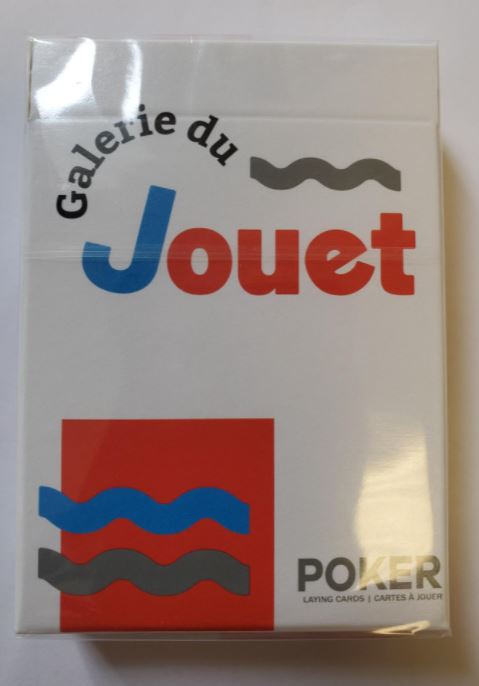 Galerie du
Jouet
POKER
LAYING CARDS | CARTES À JOUER